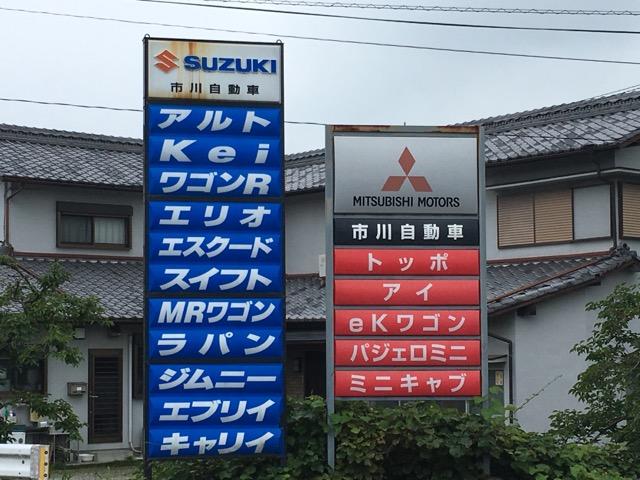 SUZUKI
市川自動車
アルト
Kei
ワゴンR
エリオ
エスクード
スイフト
MRワゴン
ラパン
ジムニー
エブリイ
キャリイ
MITSUBISHI MOTORS
市川自動車
トッポ
アイ
eKワゴン
パジェロミニ
ミニキャブ